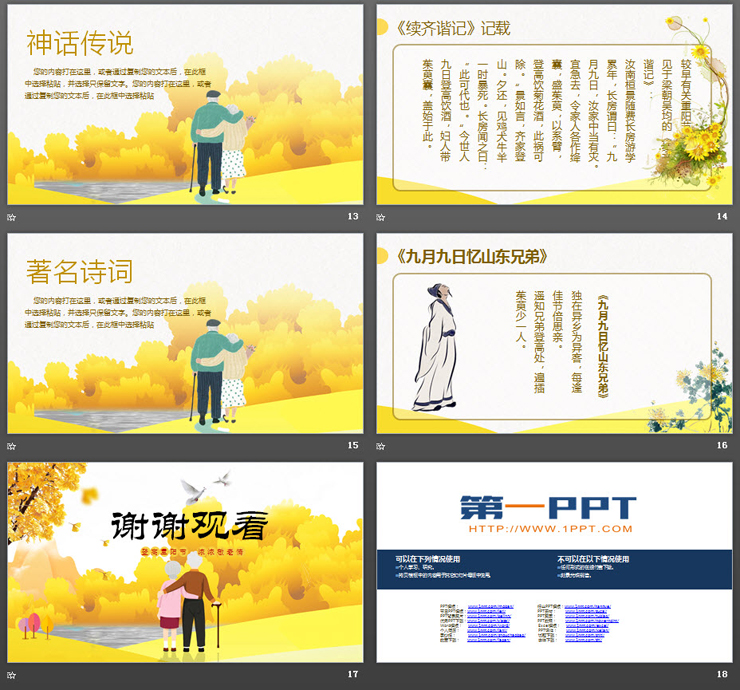 神话传说
您的内容打在这里，或者通过复制您的文本后，在此框
中选择粘贴，并选择只保留文字。您的内容打在这里，或者
通过复制您的文本后，在此框中选择粘贴
13
《续齐谐记》记载
较早有关重阳
见于梁朝吴均的《
谐记》：
汝南桓景随费长房游学
累年，长房谓曰：“九
月九日，汝家中当有灾。
宜急去，令家人各作绛
囊，盛茱萸，以系臂，
登高饮菊花酒，此祸可
除。”景如言，齐家登
山。夕还，见鸡犬牛羊
一时暴死。长房闻之曰：
“此可代也。”今世人
九日登高饮酒，妇人带
茱萸囊，盖始于此。
14
著名诗词
您的内容打在这里，或者通过复制您的文本后，在此框
中选择粘贴，并选择只保留文字。您的内容打在这里，或者
通过复制您的文本后，在此框中选择粘贴
15
《九月九日忆山东兄弟》
《九月九日忆山东兄弟》
独在异乡为异客，每逢
佳节倍思亲。
遥知兄弟登高处，遍插
茱萸少一人。
16
谢谢观看
17
第一PPT
HTTP://WWW.1PPT.COM
可以在下列情况使用
不可以在以下情况使用
18